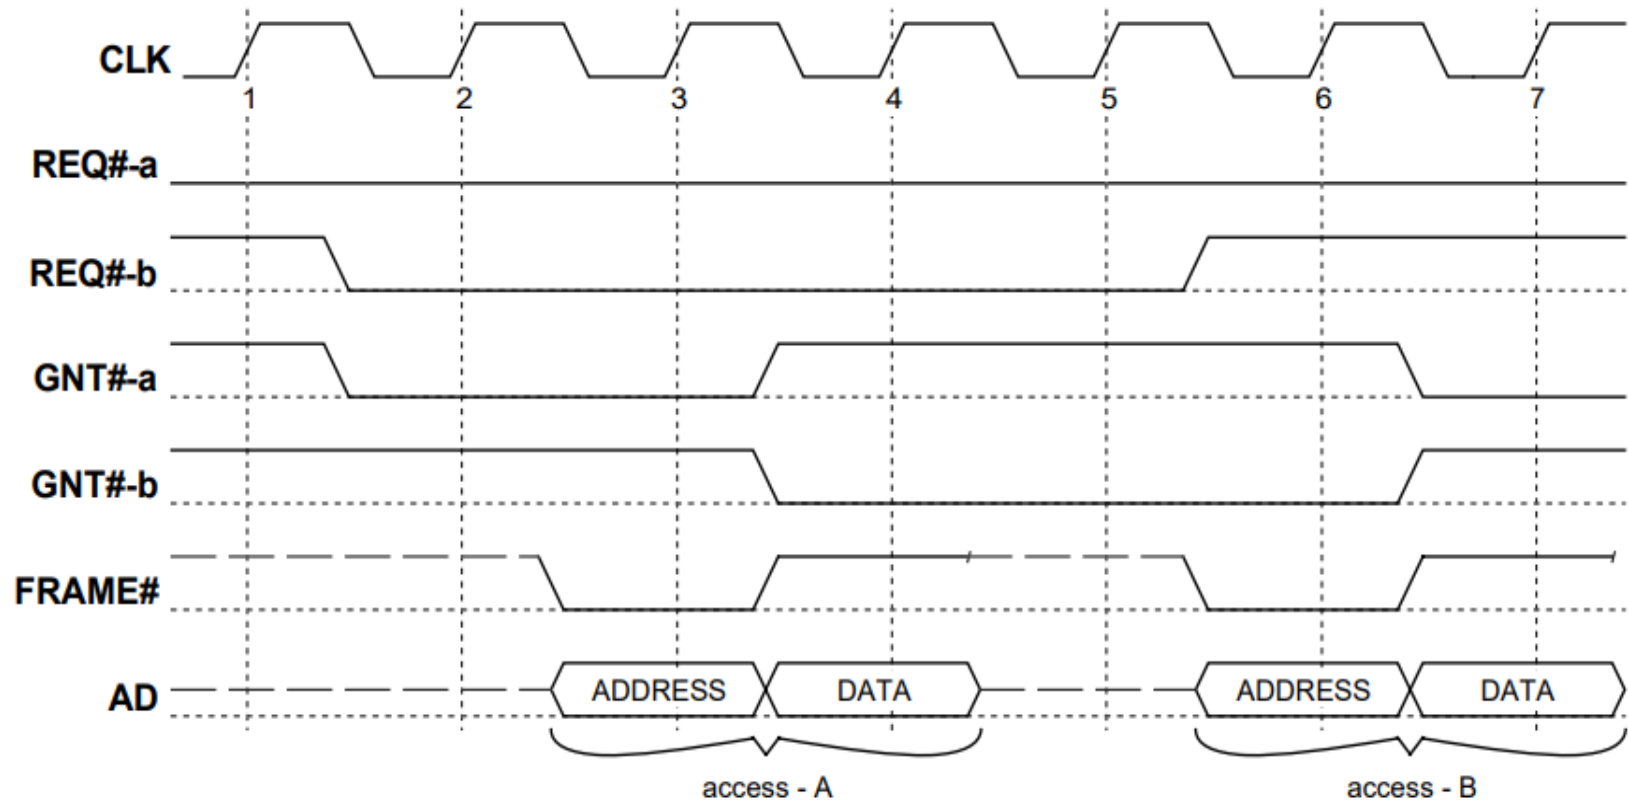 CLK
1 2 3 4 5 6 7
REQ#-a
REQ#-b
GNT#-a
GNT#-b
FRAME#
AD ADDRESS DATA ADDRESS DATA
access - A access - B